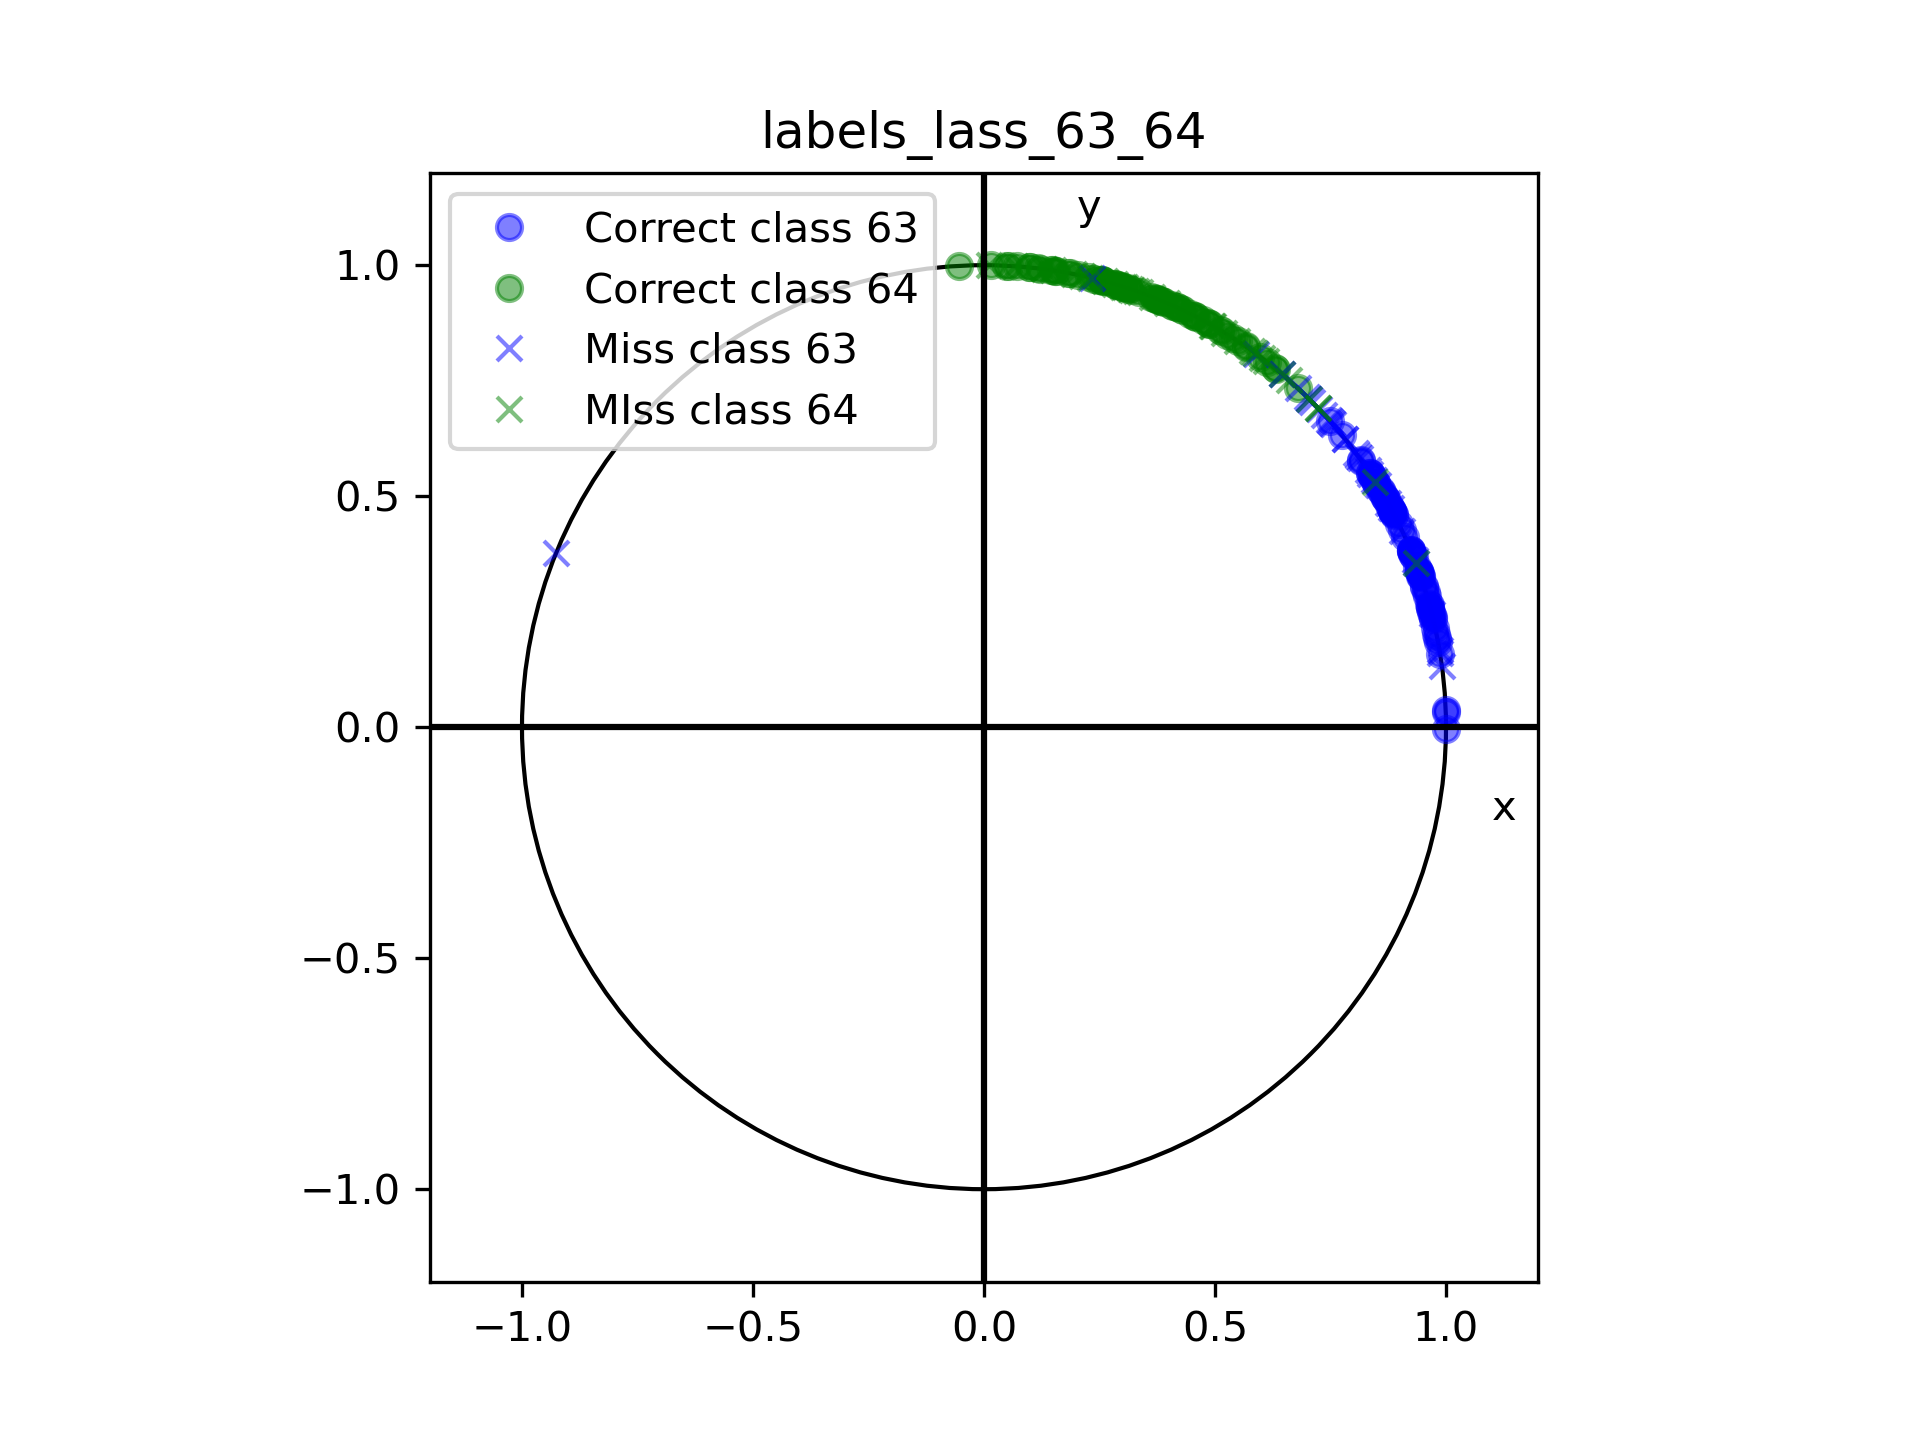 labels_lass_63_64
y
Correct class 63
Correct class 64
Miss class 63
MIss class 64
1.0
0.5
0.0
−0.5
−1.0
x
−1.0 −0.5 0.0 0.5 1.0